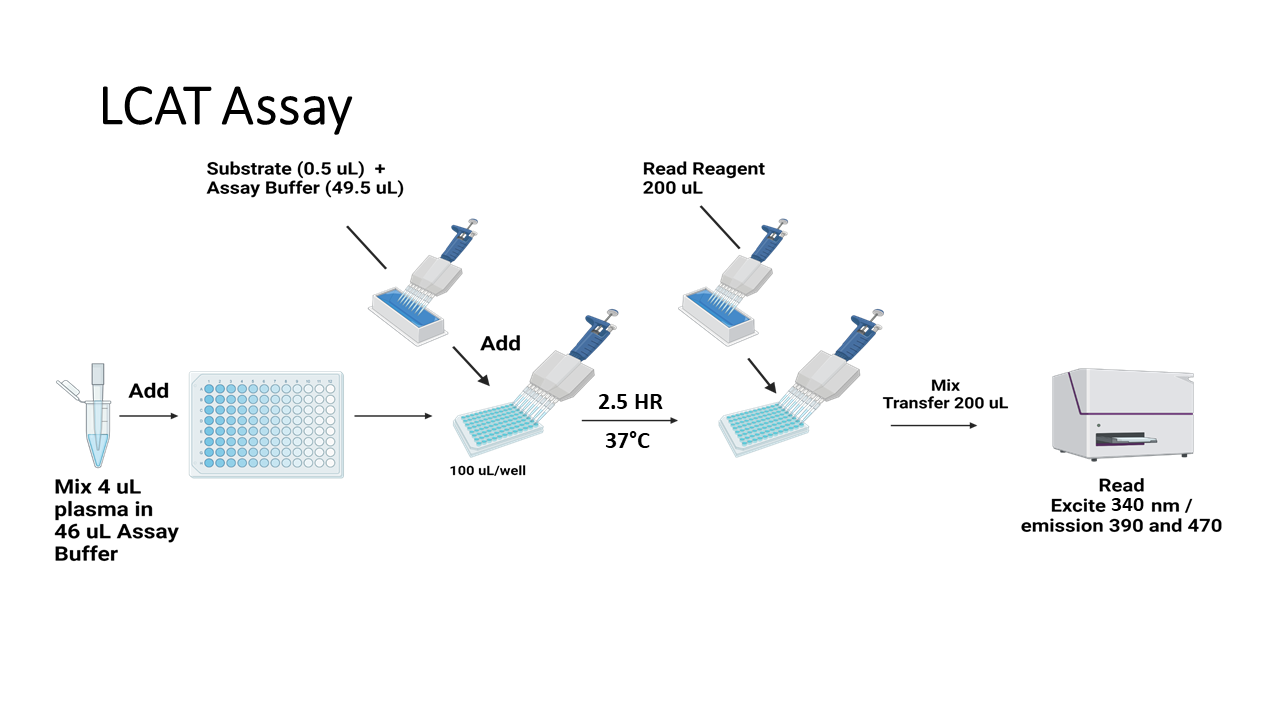 LCAT Assay
Substrate (0.5 uL) +
Assay Buffer (49.5 uL)
Read Reagent
200 uL
Add
Add
Mix 4 uL
plasma in
46 uL Assay
Buffer
100 uL/well
2.5 HR
37°C
Mix
Transfer 200 uL
Read
Excite 340 nm /
emission 390 and 470